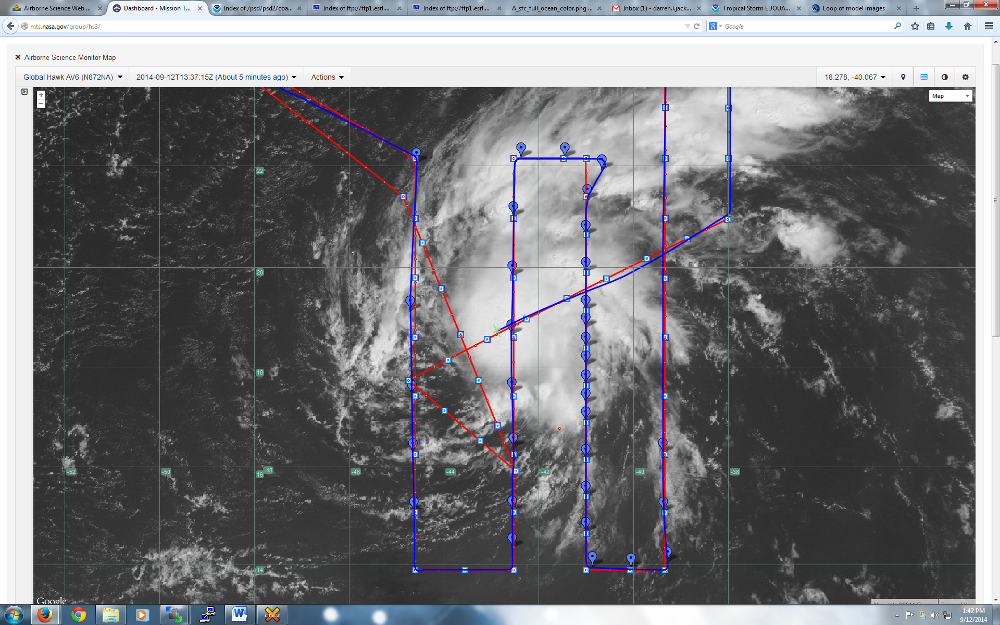 Airborne Science Web ...
Dashboard - Mission T...
Index of /psd/psd2/coa...
Index of ftp://ftp1.esrl....
Index of ftp://ftp1.esrl....
A_sfc_full_ocean_color.png ...
Inbox (1) - darren.l.jack...
Tropical Storm EDOUA...
Loop of model images
mts.nasa.gov/group/hs3/
Google
Airborne Science Monitor Map
Global Hawk AV6 (N872NA)
2014-09-12T13:37:15Z (About 5 minutes ago)
Actions
18.278, -40.067
Map
22
20
18
-52
-50
16
-48
-46
-44
-42
-40
-38
14
Google
1:42 PM
9/12/2014